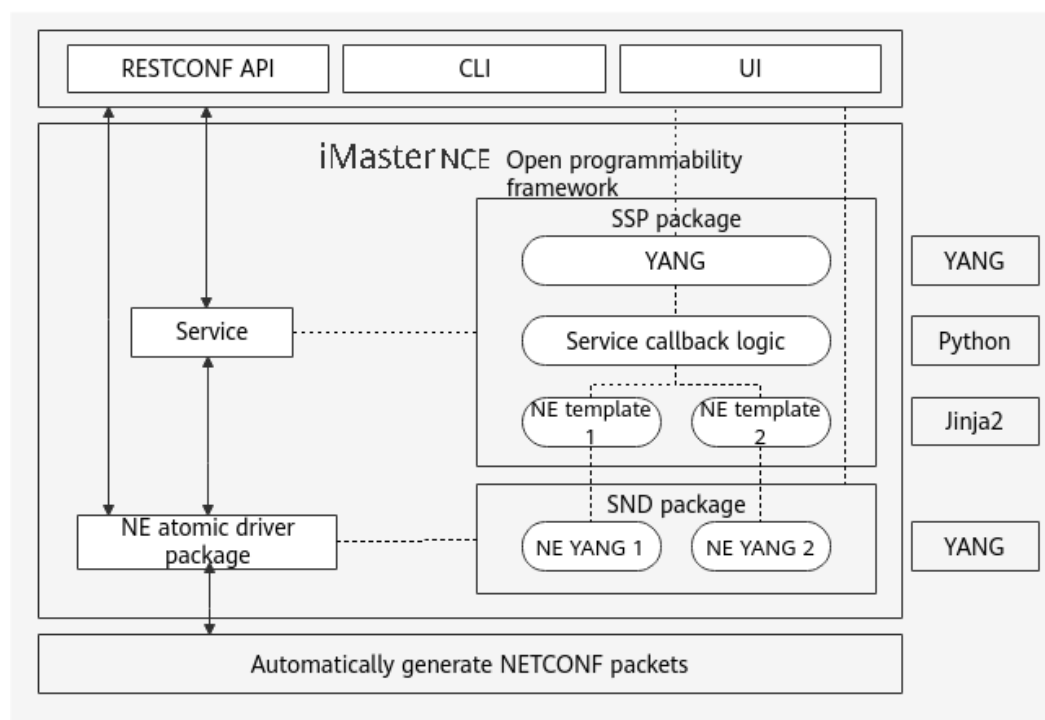 RESTCONF API
CLI
UI
iMaster NCE
Open programmability
framework
SSP package
YANG
YANG
Service
Service callback logic
Python
NE template
1
NE template
2
Jinja2
SND package
NE atomic driver
package
NE YANG 1
NE YANG 2
YANG
Automatically generate NETCONF packets